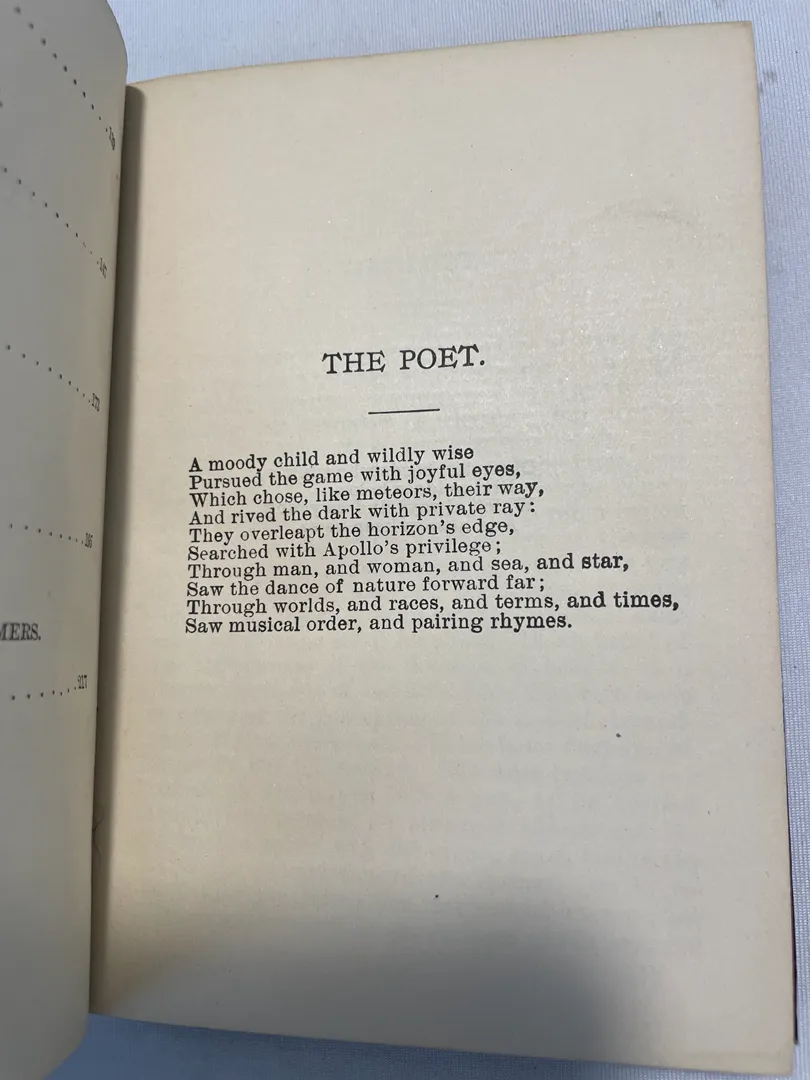 MERS.
217
THE POET.
A moody child and wildly wise
Pursued the game with joyful eyes,
Which chose, like meteors, their way,
And rived the dark with private ray:
They overleapt the horizon's edge,
Searched with Apollo's privilege;
Through man, and woman, and sea, and star,
Saw the dance of nature forward far;
Through worlds, and races, and terms, and times,
Saw musical order, and pairing rhymes.